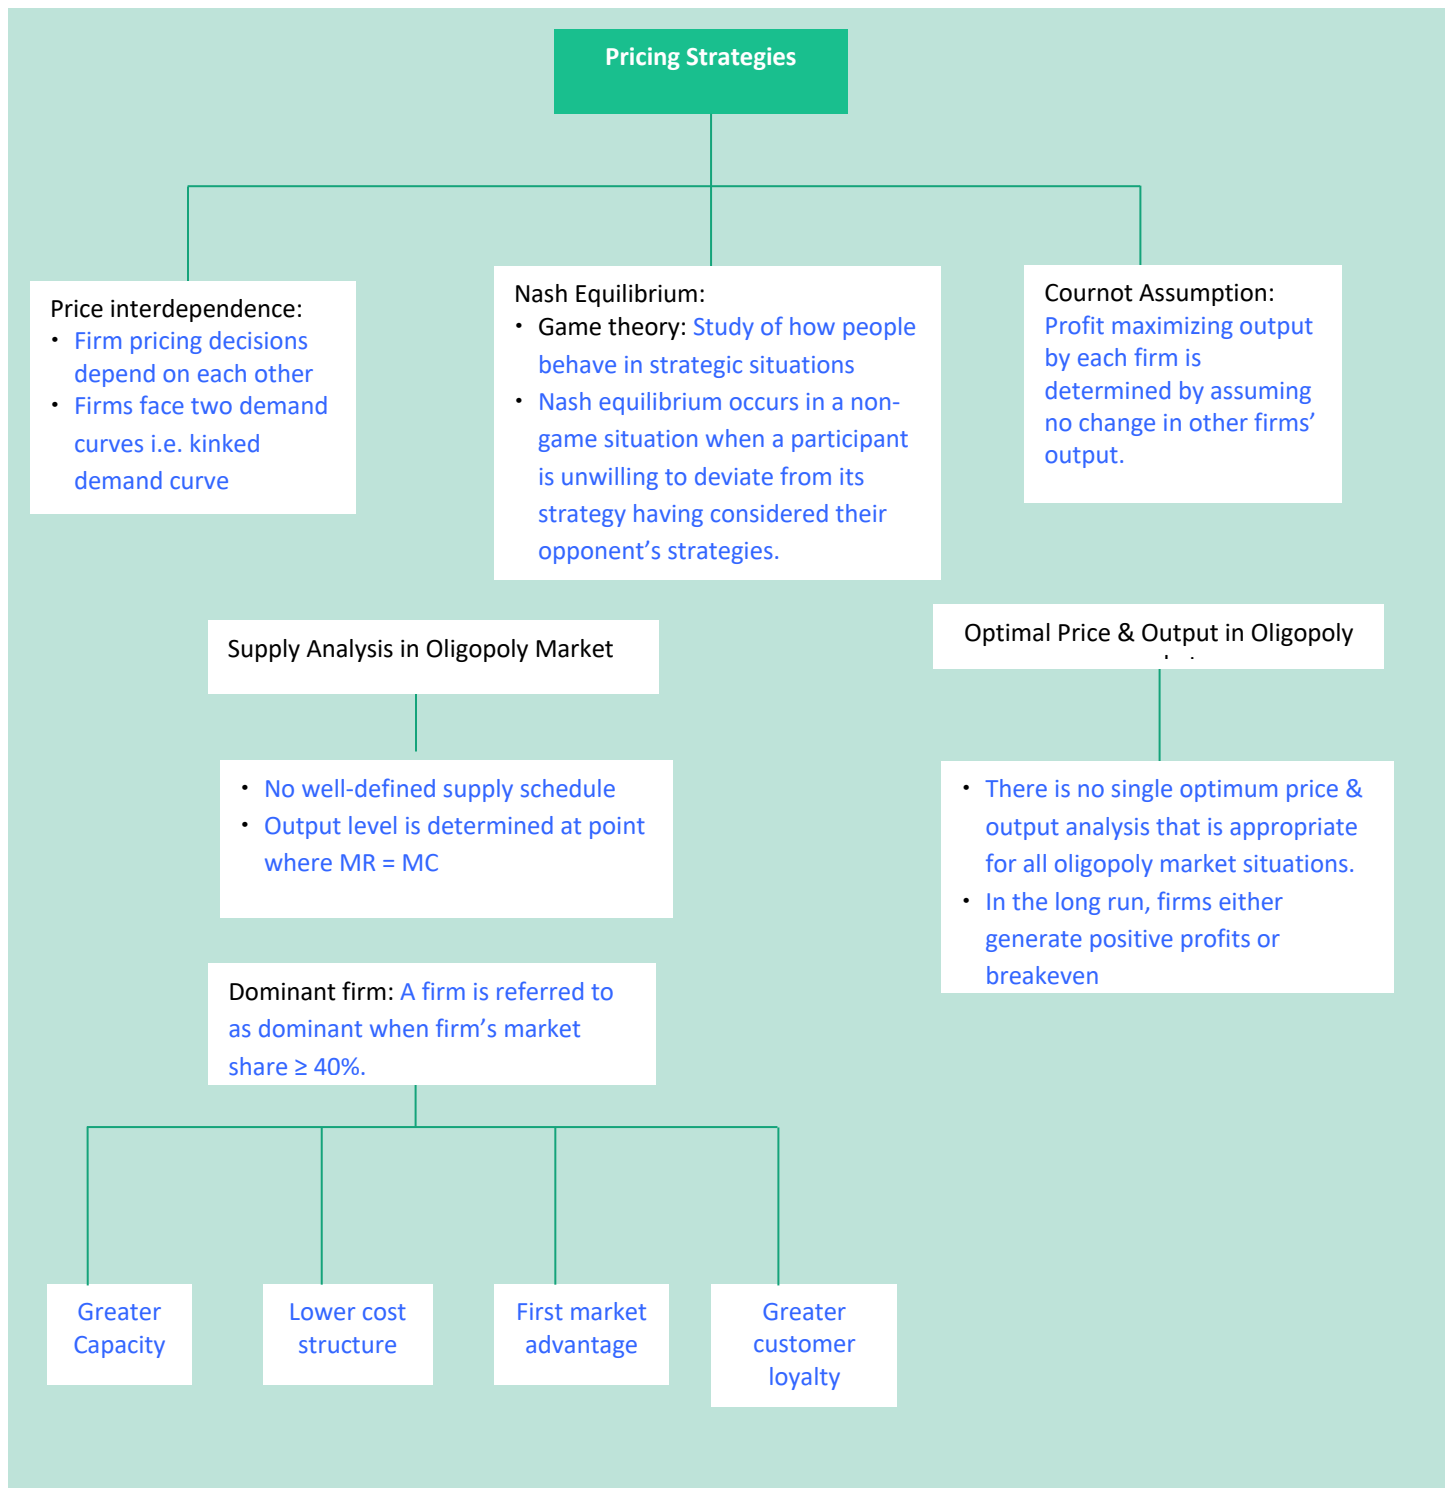 Pricing Strategies
Price interdependence:
• Firm pricing decisions
depend on each other
• Firms face two demand
curves i.e. kinked
demand curve
Nash Equilibrium:
• Game theory: Study of how people
behave in strategic situations
• Nash equilibrium occurs in a non-
game situation when a participant
is unwilling to deviate from its
strategy having considered their
opponent’s strategies.
Cournot Assumption:
Profit maximizing output
by each firm is
determined by assuming
no change in other firms’
output.
Supply Analysis in Oligopoly Market
• No well-defined supply schedule
• Output level is determined at point
where MR = MC
Optimal Price & Output in Oligopoly
• There is no single optimum price &
output analysis that is appropriate
for all oligopoly market situations.
• In the long run, firms either
generate positive profits or
breakeven
Dominant firm: A firm is referred to
as dominant when firm’s market
share ≥ 40%.
Greater
Capacity
Lower cost
structure
First market
advantage
Greater
customer
loyalty